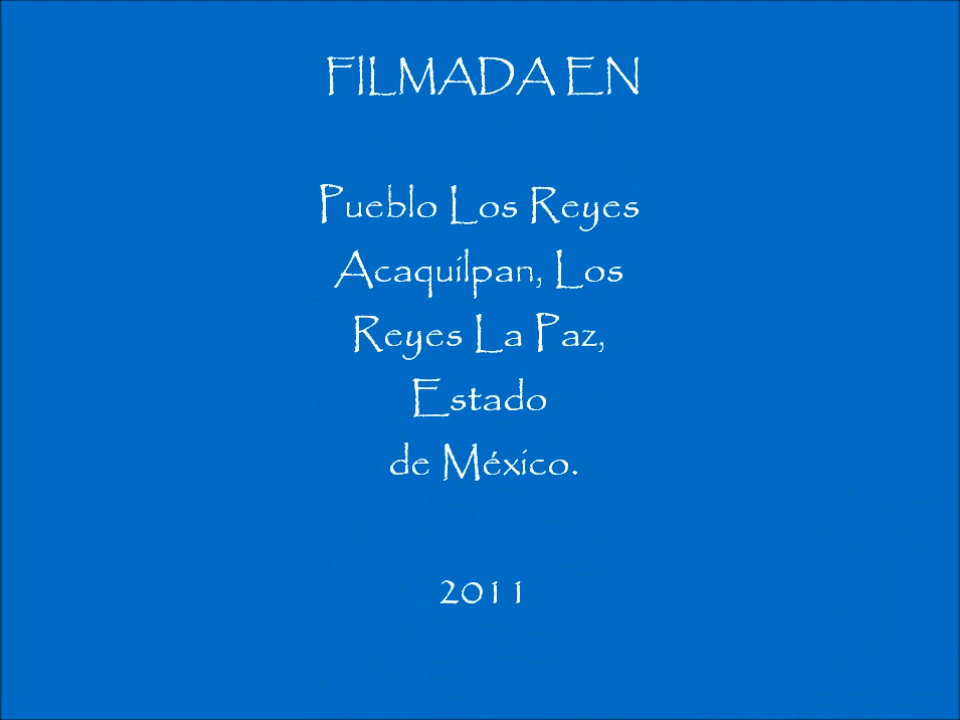 FILMADA EN
Pueblo Los Reyes
Acaquilpan, Los
Reyes La Paz,
Estado
de México.
2011